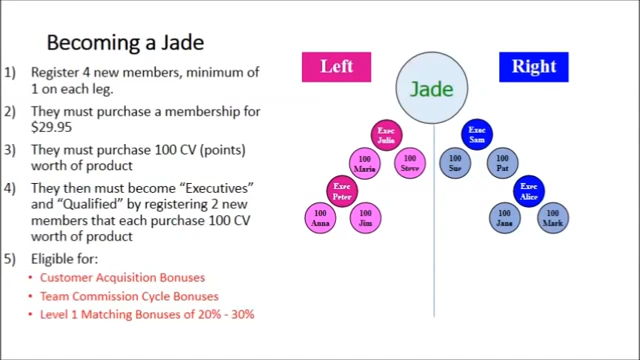 Becoming a Jade
1) Register 4 new members, minimum of
1 on each leg.
2) They must purchase a membership for
$29.95
3) They must purchase 100 CV (points)
worth of product
4) They then must become “Executives”
and “Qualified” by registering 2 new
members that each purchase 100 CV
worth of product
5) Eligible for:
• Customer Acquisition Bonuses
• Team Commission Cycle Bonuses
• Level 1 Matching Bonuses of 20% - 30%
Left
Right
Jade
Exec
Julia
Exec
Sam
100
Maria
100
Steve
100
Sue
100
Pat
Exec
Peter
Exec
Alice
100
Anna
100
Jim
100
Jana
100
Mark